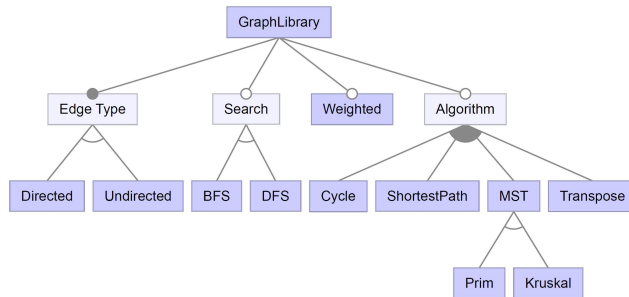 GraphLibrary
Edge Type
Search
Weighted
Algorithm
Directed
Undirected
BFS
DFS
Cycle
ShortestPath
MST
Transpose
Prim
Kruskal